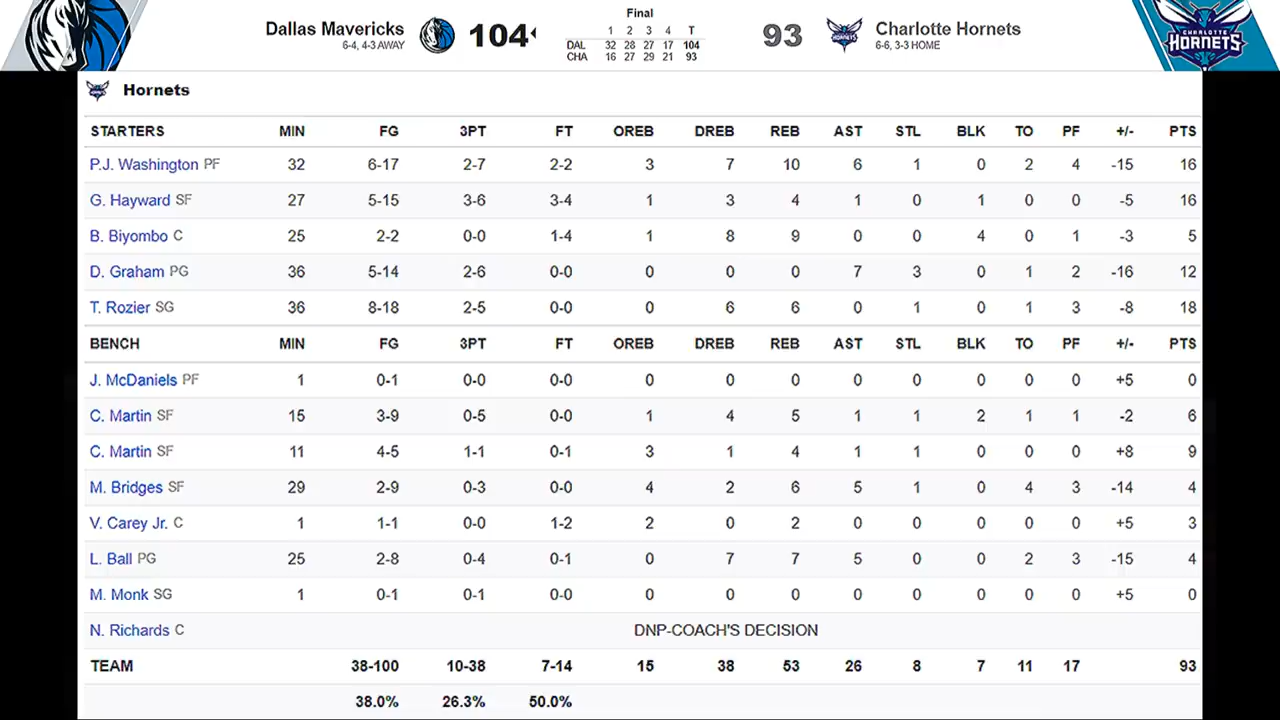 Final
Dallas Mavericks 104 1 2 3 4 T 93 Charlotte Hornets
6-4, 4-3 AWAY DAL 32 28 27 17 104 6-6, 3-3 HOME
CHA 16 27 29 21 93
CHARLOTTE
HORNETS
Hornets
STARTERS MIN FG 3PT FT OREB DREB REB AST STL BLK TO PF +/- PTS
P.J. Washington PF 32 6-17 2-7 2-2 3 7 10 6 1 0 2 4 -15 16
G. Hayward SF 27 5-15 3-6 3-4 1 3 4 1 0 1 0 0 -5 16
B. Biyombo C 25 2-2 0-0 1-4 1 8 9 0 0 4 0 1 -3 5
D. Graham PG 36 5-14 2-6 0-0 0 0 0 7 3 0 1 2 -16 12
T. Rozier SG 36 8-18 2-5 0-0 0 6 6 0 1 0 1 3 -8 18
BENCH MIN FG 3PT FT OREB DREB REB AST STL BLK TO PF +/- PTS
J. McDaniels PF 1 0-1 0-0 0-0 0 0 0 0 0 0 0 0 +5 0
C. Martin SF 15 3-9 0-5 0-0 1 4 5 1 1 2 1 1 -2 6
C. Martin SF 11 4-5 1-1 0-1 3 1 4 1 1 0 0 0 +8 9
M. Bridges SF 29 2-9 0-3 0-0 4 2 6 5 1 0 4 3 -14 4
V. Carey Jr. C 1 1-1 0-0 1-2 2 0 2 0 0 0 0 0 +5 3
L. Ball PG 25 2-8 0-4 0-1 0 7 7 5 0 0 2 3 -15 4
M. Monk SG 1 0-1 0-1 0-0 0 0 0 0 0 0 0 0 +5 0
N. Richards C DNP-COACH'S DECISION
TEAM 38-100 10-38 7-14 15 38 53 26 8 7 11 17 93
38.0% 26.3% 50.0%